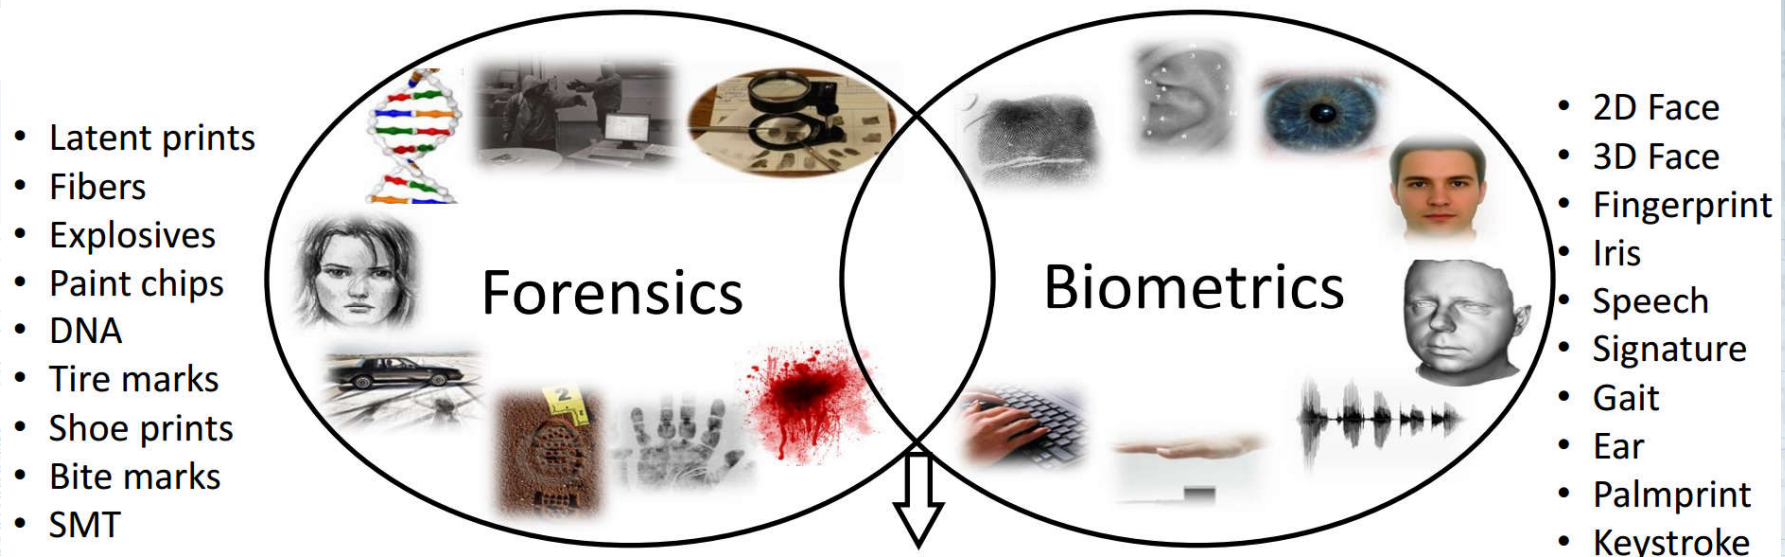 Latent prints
Fibers
Explosives
Paint chips
DNA
Tire marks
Shoe prints
Bite marks
SMT
Forensics
2
Biometrics
2D Face
3D Face
Fingerprint
Iris
Speech
Signature
Gait
Ear
Palmprint
Keystroke